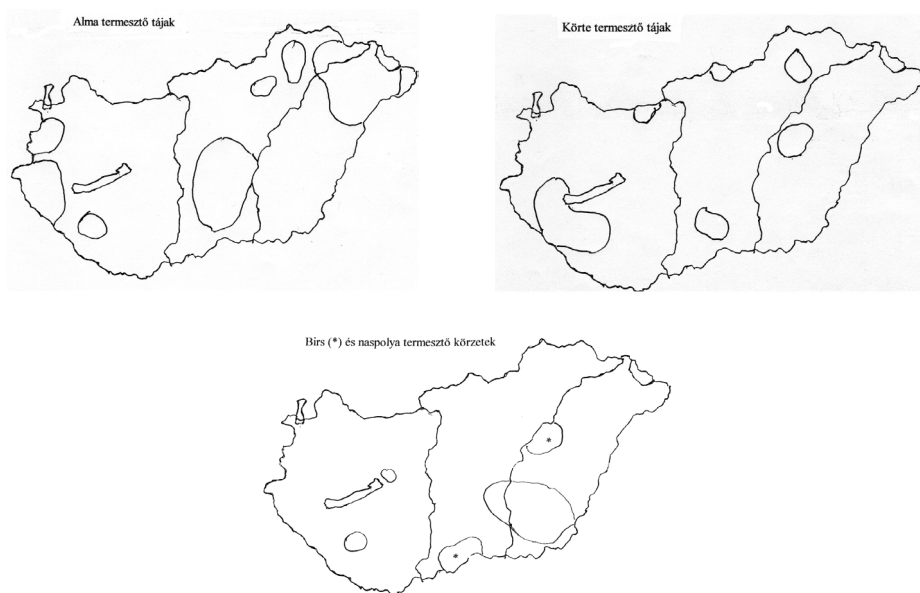 Alma termesztő tájak
Körte termesztő tájak
Birs (*) és naspolya termesztő körzetek
*
*